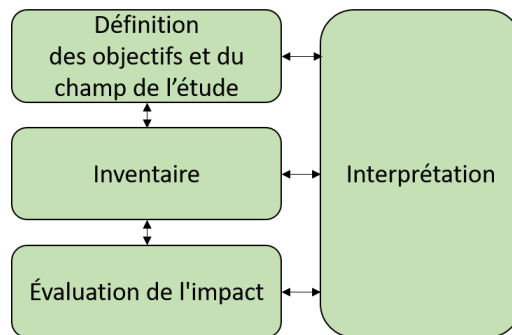 Définition
des objectifs et du
champ de l’étude
Inventaire
Interprétation
Évaluation de l'impact